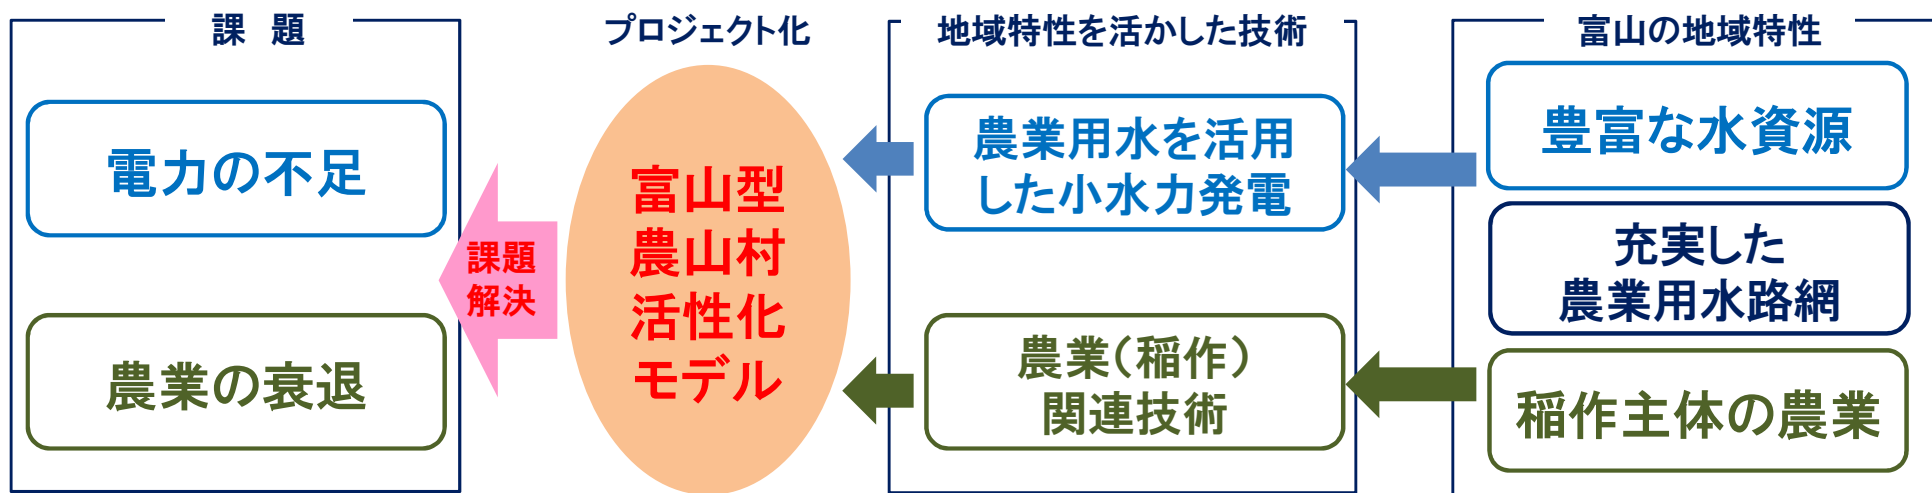 課 題
電力の不足
農業の衰退
課題
解決
プロジェクト化
富山型
農山村
活性化
モデル
地域特性を活かした技術
農業用水を活用
した小水力発電
農業（稲作）
関連技術
富山の地域特性
豊富な水資源
充実した
農業用水路網
稲作主体の農業